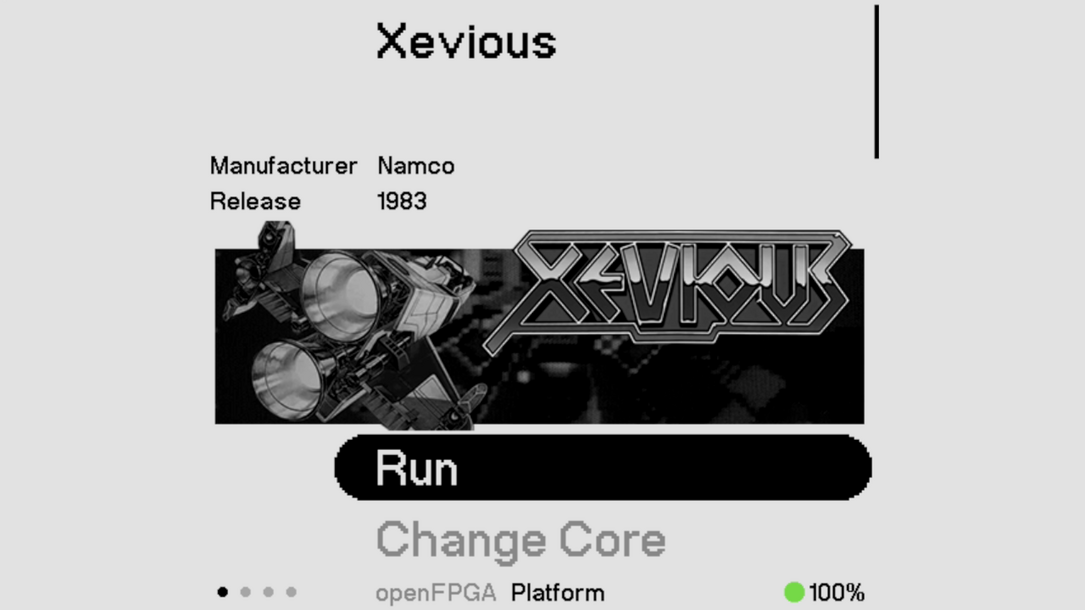 Xevious
Manufacturer Namco
Release 1983
XEVIOUS
Run
Change Core
openFPGA Platform 100%